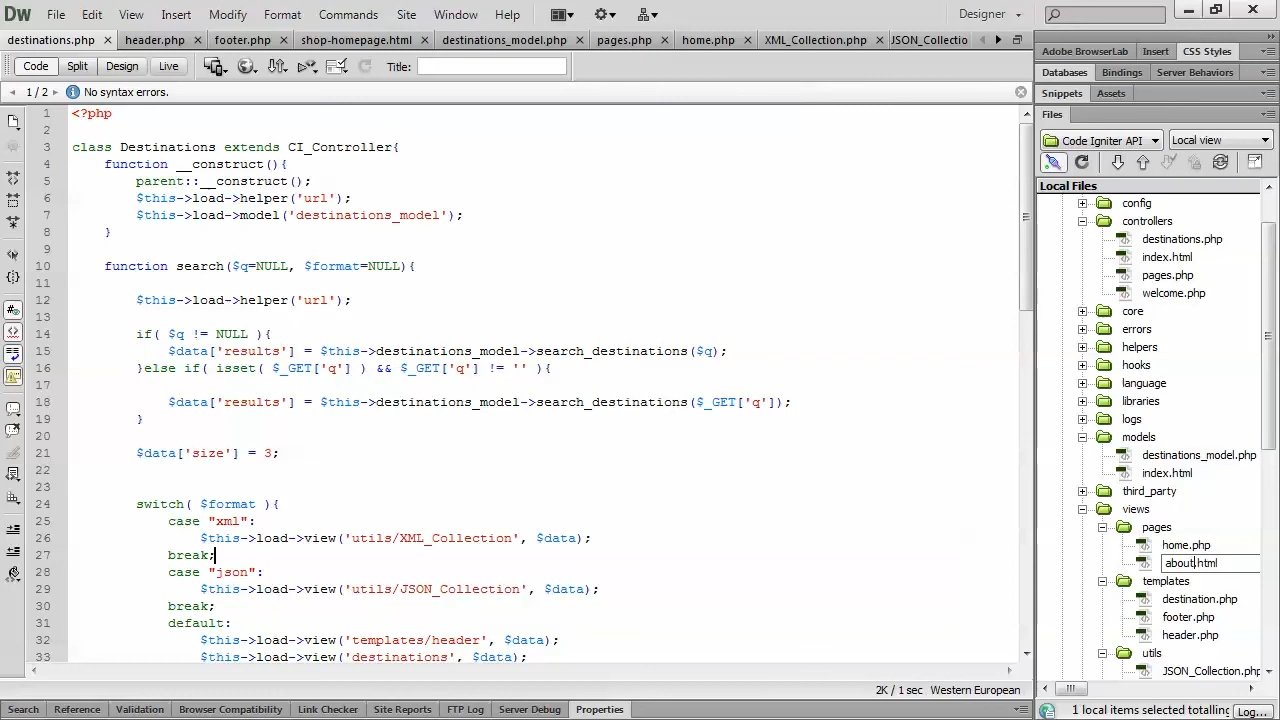 Dw File Edit View Insert Modify Format Commands Site Window Help Designer
destinations.php header.php footer.php shop-homepage.html destinations_model.php pages.php home.php XML_Collection.php JSON_Collectio
Code Split Design Live Title:
1 / 2 No syntax errors.
1 <?php
2
3 class Destinations extends CI_Controller{
4 function __construct(){
5 parent::__construct();
6 $this->load->helper('url');
7 $this->load->model('destinations_model');
8 }
9
10 function search($q=NULL, $format=NULL){
11
12 $this->load->helper('url');
13
14 if( $q != NULL ){
15 $data['results'] = $this->destinations_model->search_destinations($q);
16 }else if( isset( $_GET['q'] ) && $_GET['q'] != '' ){
17
18 $data['results'] = $this->destinations_model->search_destinations($_GET['q']);
19 }
20
21 $data['size'] = 3;
22
23
24 switch( $format ){
25 case "xml":
26 $this->load->view('utils/XML_Collection', $data);
27 break;
28 case "json":
29 $this->load->view('utils/JSON_Collection', $data);
30 break;
31 default:
32 $this->load->view('templates/header', $data);
33 $this->load->view('destinations', $data);
2K / 1 sec Western European
Search Reference Validation Browser Compatibility Link Checker Site Reports FTP Log Server Debug Properties
Adobe BrowserLab Insert CSS Styles
Databases Bindings Server Behaviors
Snippets Assets
Files
Code Igniter API Local view
Local Files
config
controllers
destinations.php
index.html
pages.php
welcome.php
core
errors
helpers
hooks
language
libraries
logs
models
destinations_model.php
index.html
third_party
views
pages
home.php
about.html
templates
destination.php
footer.php
header.php
utils
JSON_Collection.php
1 local items selected totalling Log...